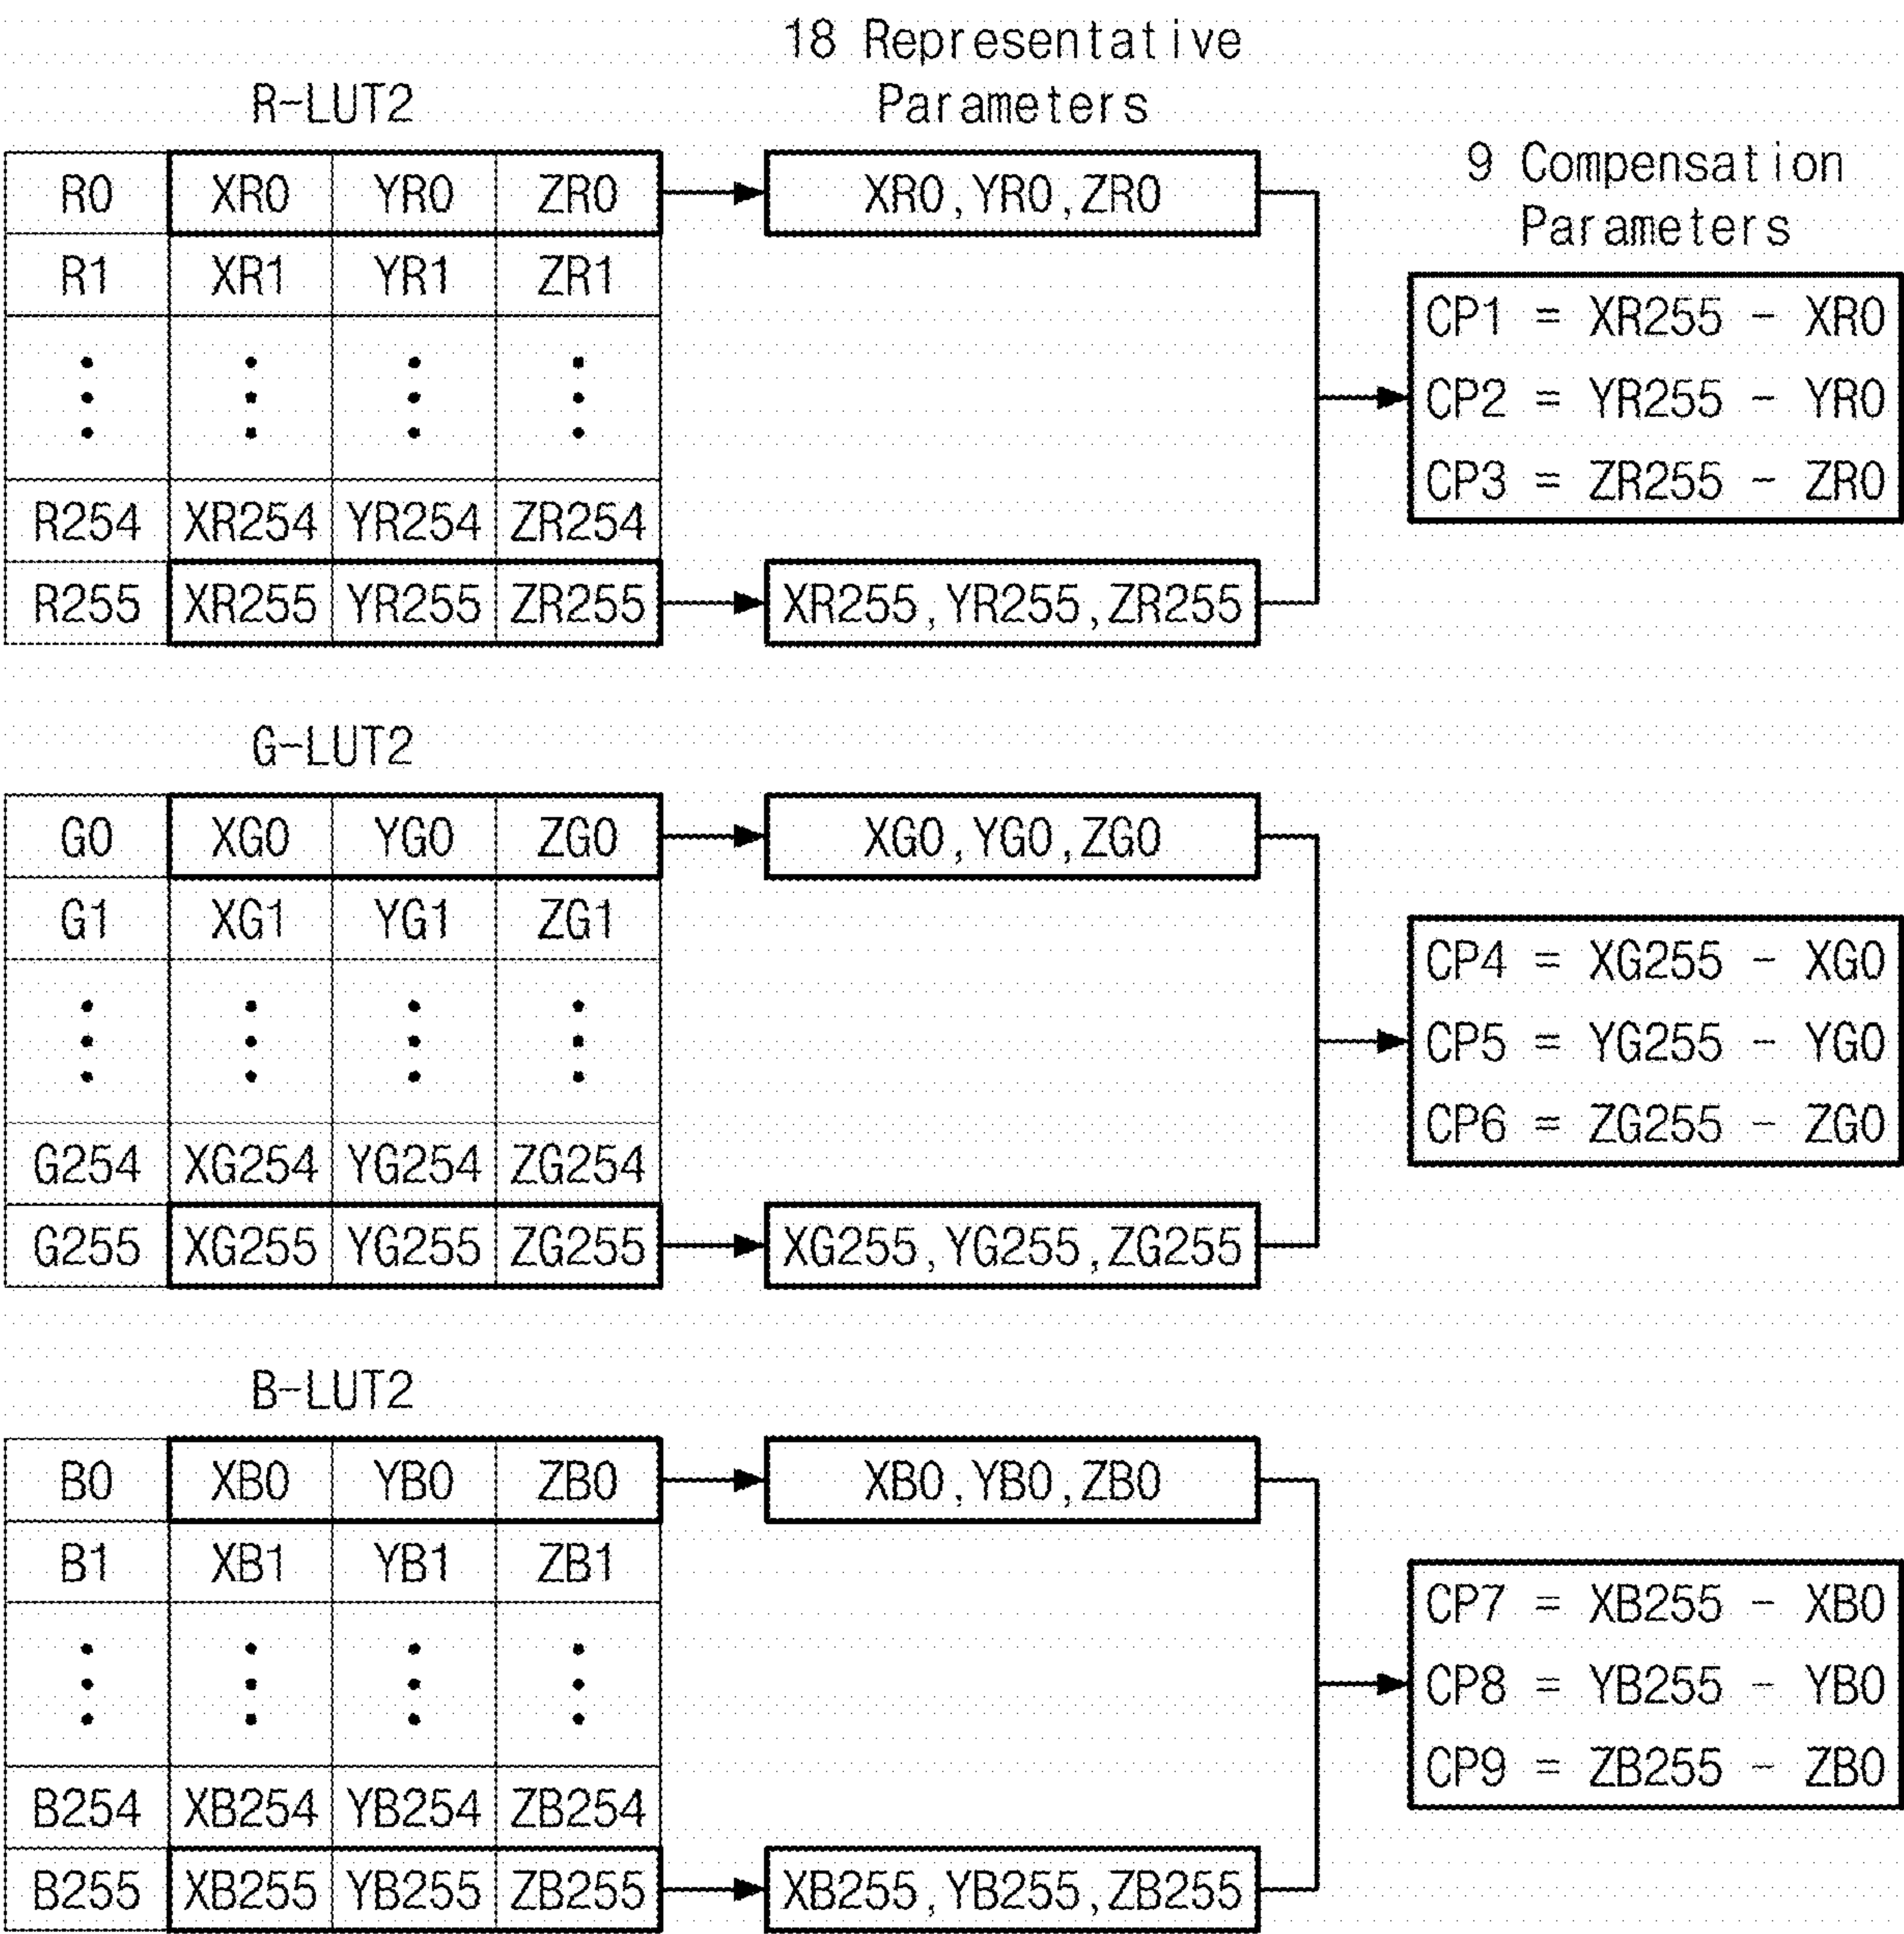 18 Representative
Parameters
9 Compensation
Parameters
R-LUT2
R0 XR0 YR0 ZR0
R1 XR1 YR1 ZR1
R254 XR254 YR254 ZR254
R255 XR255 YR255 ZR255
XR0,YR0,ZR0
XR255,YR255,ZR255
CP1 = XR255 - XR0
CP2 = YR255 - YR0
CP3 = ZR255 - ZR0
G-LUT2
G0 XG0 YG0 ZG0
G1 XG1 YG1 ZG1
G254 XG254 YG254 ZG254
G255 XG255 YG255 ZG255
XG0,YG0,ZG0
XG255,YG255,ZG255
CP4 = XG255 - XG0
CP5 = YG255 - YG0
CP6 = ZG255 - ZG0
B-LUT2
B0 XB0 YB0 ZB0
B1 XB1 YB1 ZB1
B254 XB254 YB254 ZB254
B255 XB255 YB255 ZB255
XB0,YB0,ZB0
XB255,YB255,ZB255
CP7 = XB255 - XB0
CP8 = YB255 - YB0
CP9 = ZB255 - ZB0